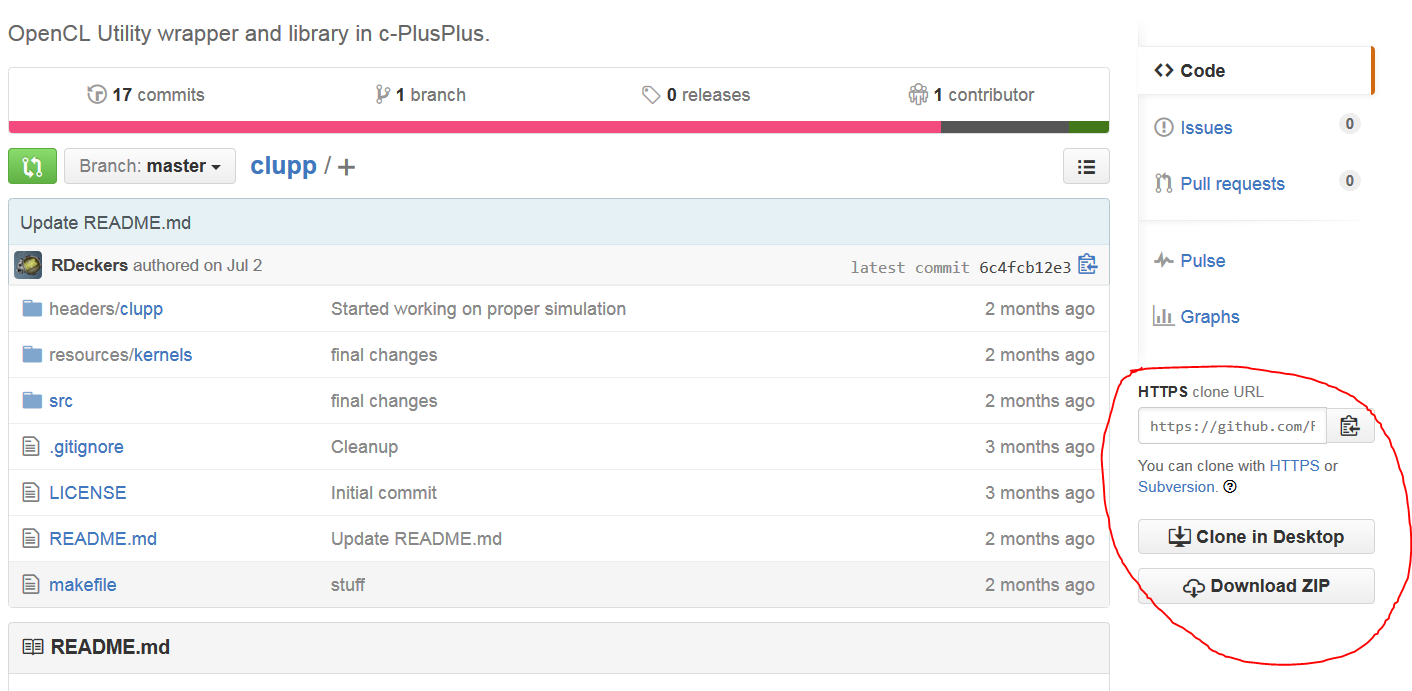 OpenCL Utility wrapper and library in c-PlusPlus.
17 commits 1 branch 0 releases 1 contributor
Branch: master clupp / +
Update README.md
RDeckers authored on Jul 2 latest commit 6c4fcb12e3
headers/clupp Started working on proper simulation 2 months ago
resources/kernels final changes 2 months ago
src final changes 2 months ago
.gitignore Cleanup 3 months ago
LICENSE Initial commit 3 months ago
README.md Update README.md 2 months ago
makefile stuff 2 months ago
README.md
Code
Issues 0
Pull requests 0
Pulse
Graphs
HTTPS clone URL
https://github.com/
You can clone with HTTPS or
Subversion.
Clone in Desktop
Download ZIP